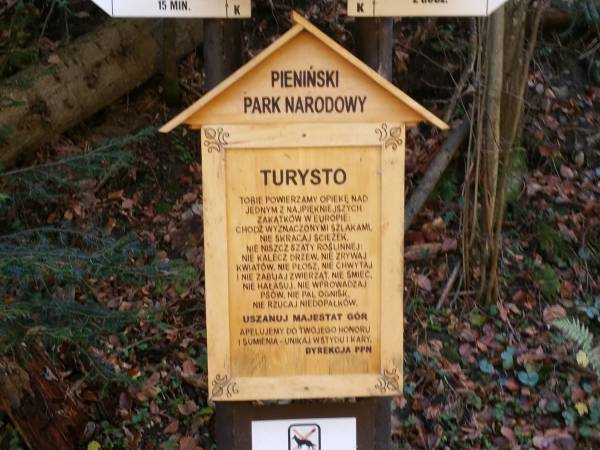 15 MIN.
K
K
2 GODZ.
PIENIŃSKI
PARK NARODOWY
TURYSTO
TOBIE POWIERZAMY OPIEKĘ NAD
JEDNYM Z NAJPIĘKNIEJSZYCH
ZAKĄTKÓW W EUROPIE:
CHODŹ WYZNACZONYMI SZLAKAMI,
NIE SKRACAJ ŚCIEŻEK,
NIE NISZCZ SZATY ROŚLINNEJ:
NIE KALECZ DRZEW, NIE ZRYWAJ
KWIATÓW, NIE PŁOSZ, NIE CHWYTAJ
I NIE ZABIJAJ ZWIERZĄT, NIE ŚMIEĆ,
NIE HAŁASUJ, NIE WPROWADZAJ
PSÓW, NIE PAL OGNISK,
NIE RZUCAJ NIEDOPAŁKÓW,
USZANUJ MAJESTAT GÓR
APELUJEMY DO TWOJEGO HONORU
I SUMIENIA - UNIKAJ WSTYDU I KARY.
DYREKCJA PPN